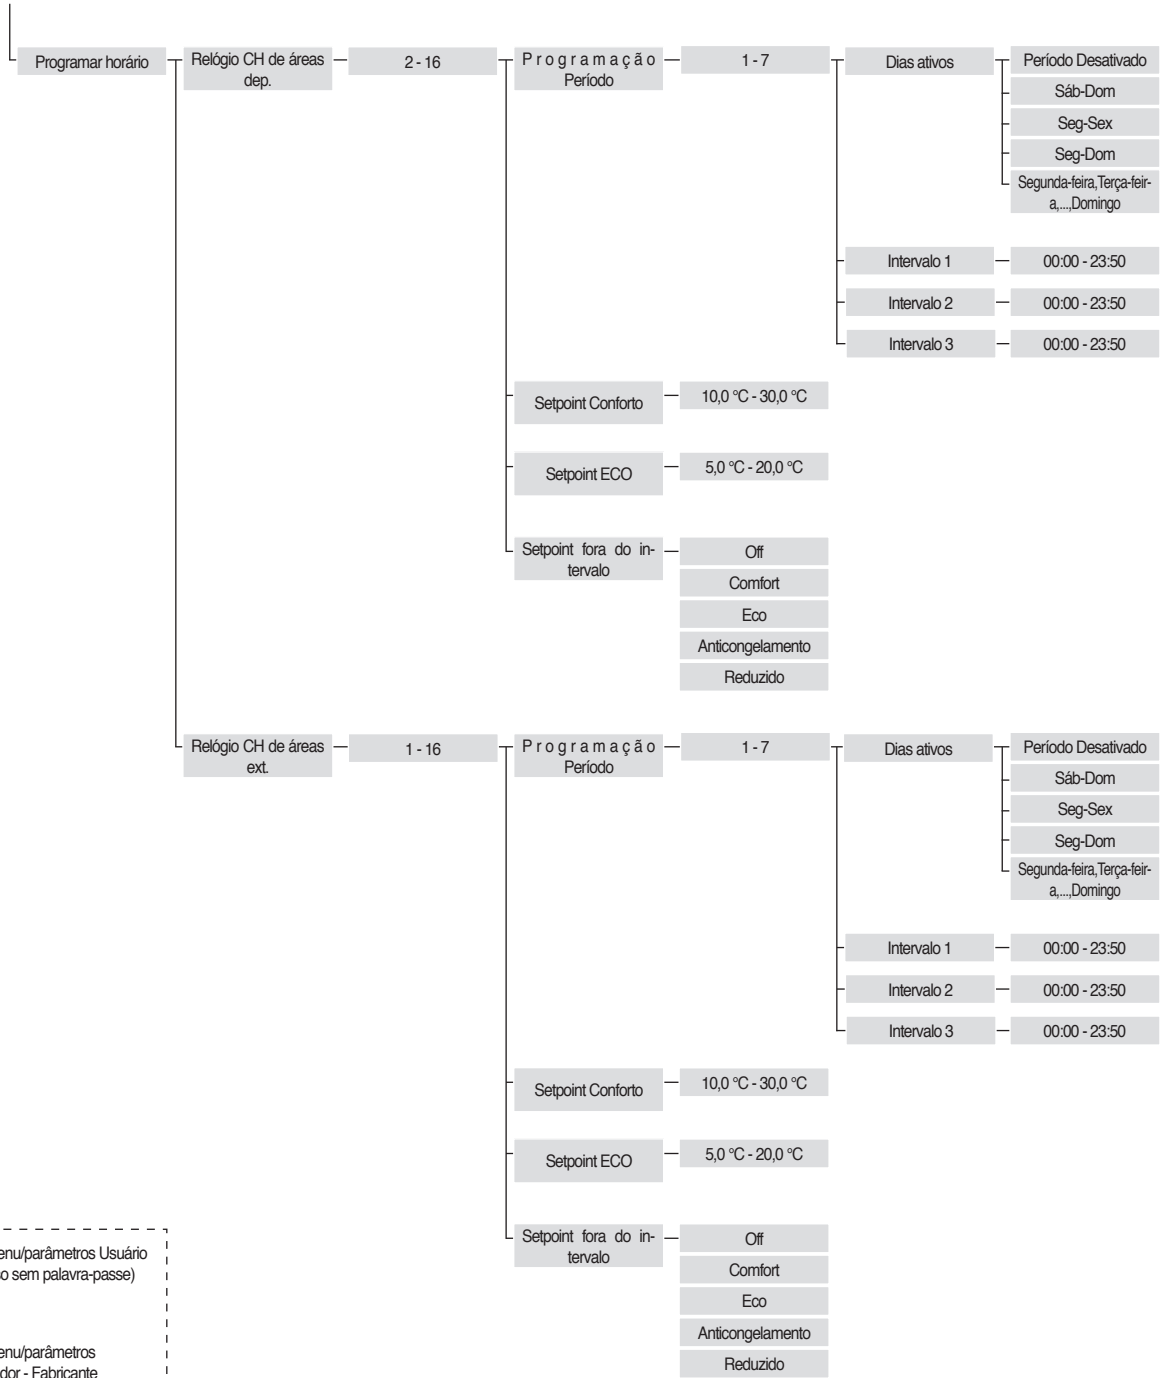 Programar horário
Relógio CH de áreas
dep.
2 - 16
Programação
Período
1 - 7
Dias ativos
Período Desativado
Sáb-Dom
Seg-Sex
Seg-Dom
Segunda-feira,Terça-feir-
a,...,Domingo
Intervalo 1
00:00 - 23:50
Intervalo 2
00:00 - 23:50
Intervalo 3
00:00 - 23:50
Setpoint Conforto
10,0 °C - 30,0 °C
Setpoint ECO
5,0 °C - 20,0 °C
Setpoint fora do in-
tervalo
Off
Comfort
Eco
Anticongelamento
Reduzido
Relógio CH de áreas
ext.
1 - 16
Programação
Período
1 - 7
Dias ativos
Período Desativado
Sáb-Dom
Seg-Sex
Seg-Dom
Segunda-feira,Terça-feir-
a,...,Domingo
Intervalo 1
00:00 - 23:50
Intervalo 2
00:00 - 23:50
Intervalo 3
00:00 - 23:50
Setpoint Conforto
10,0 °C - 30,0 °C
Setpoint ECO
5,0 °C - 20,0 °C
Setpoint fora do in-
tervalo
Off
Comfort
Eco
Anticongelamento
Reduzido
enu/parâmetros Usuário
so sem palavra-passe)
enu/parâmetros
dor - Fabricante